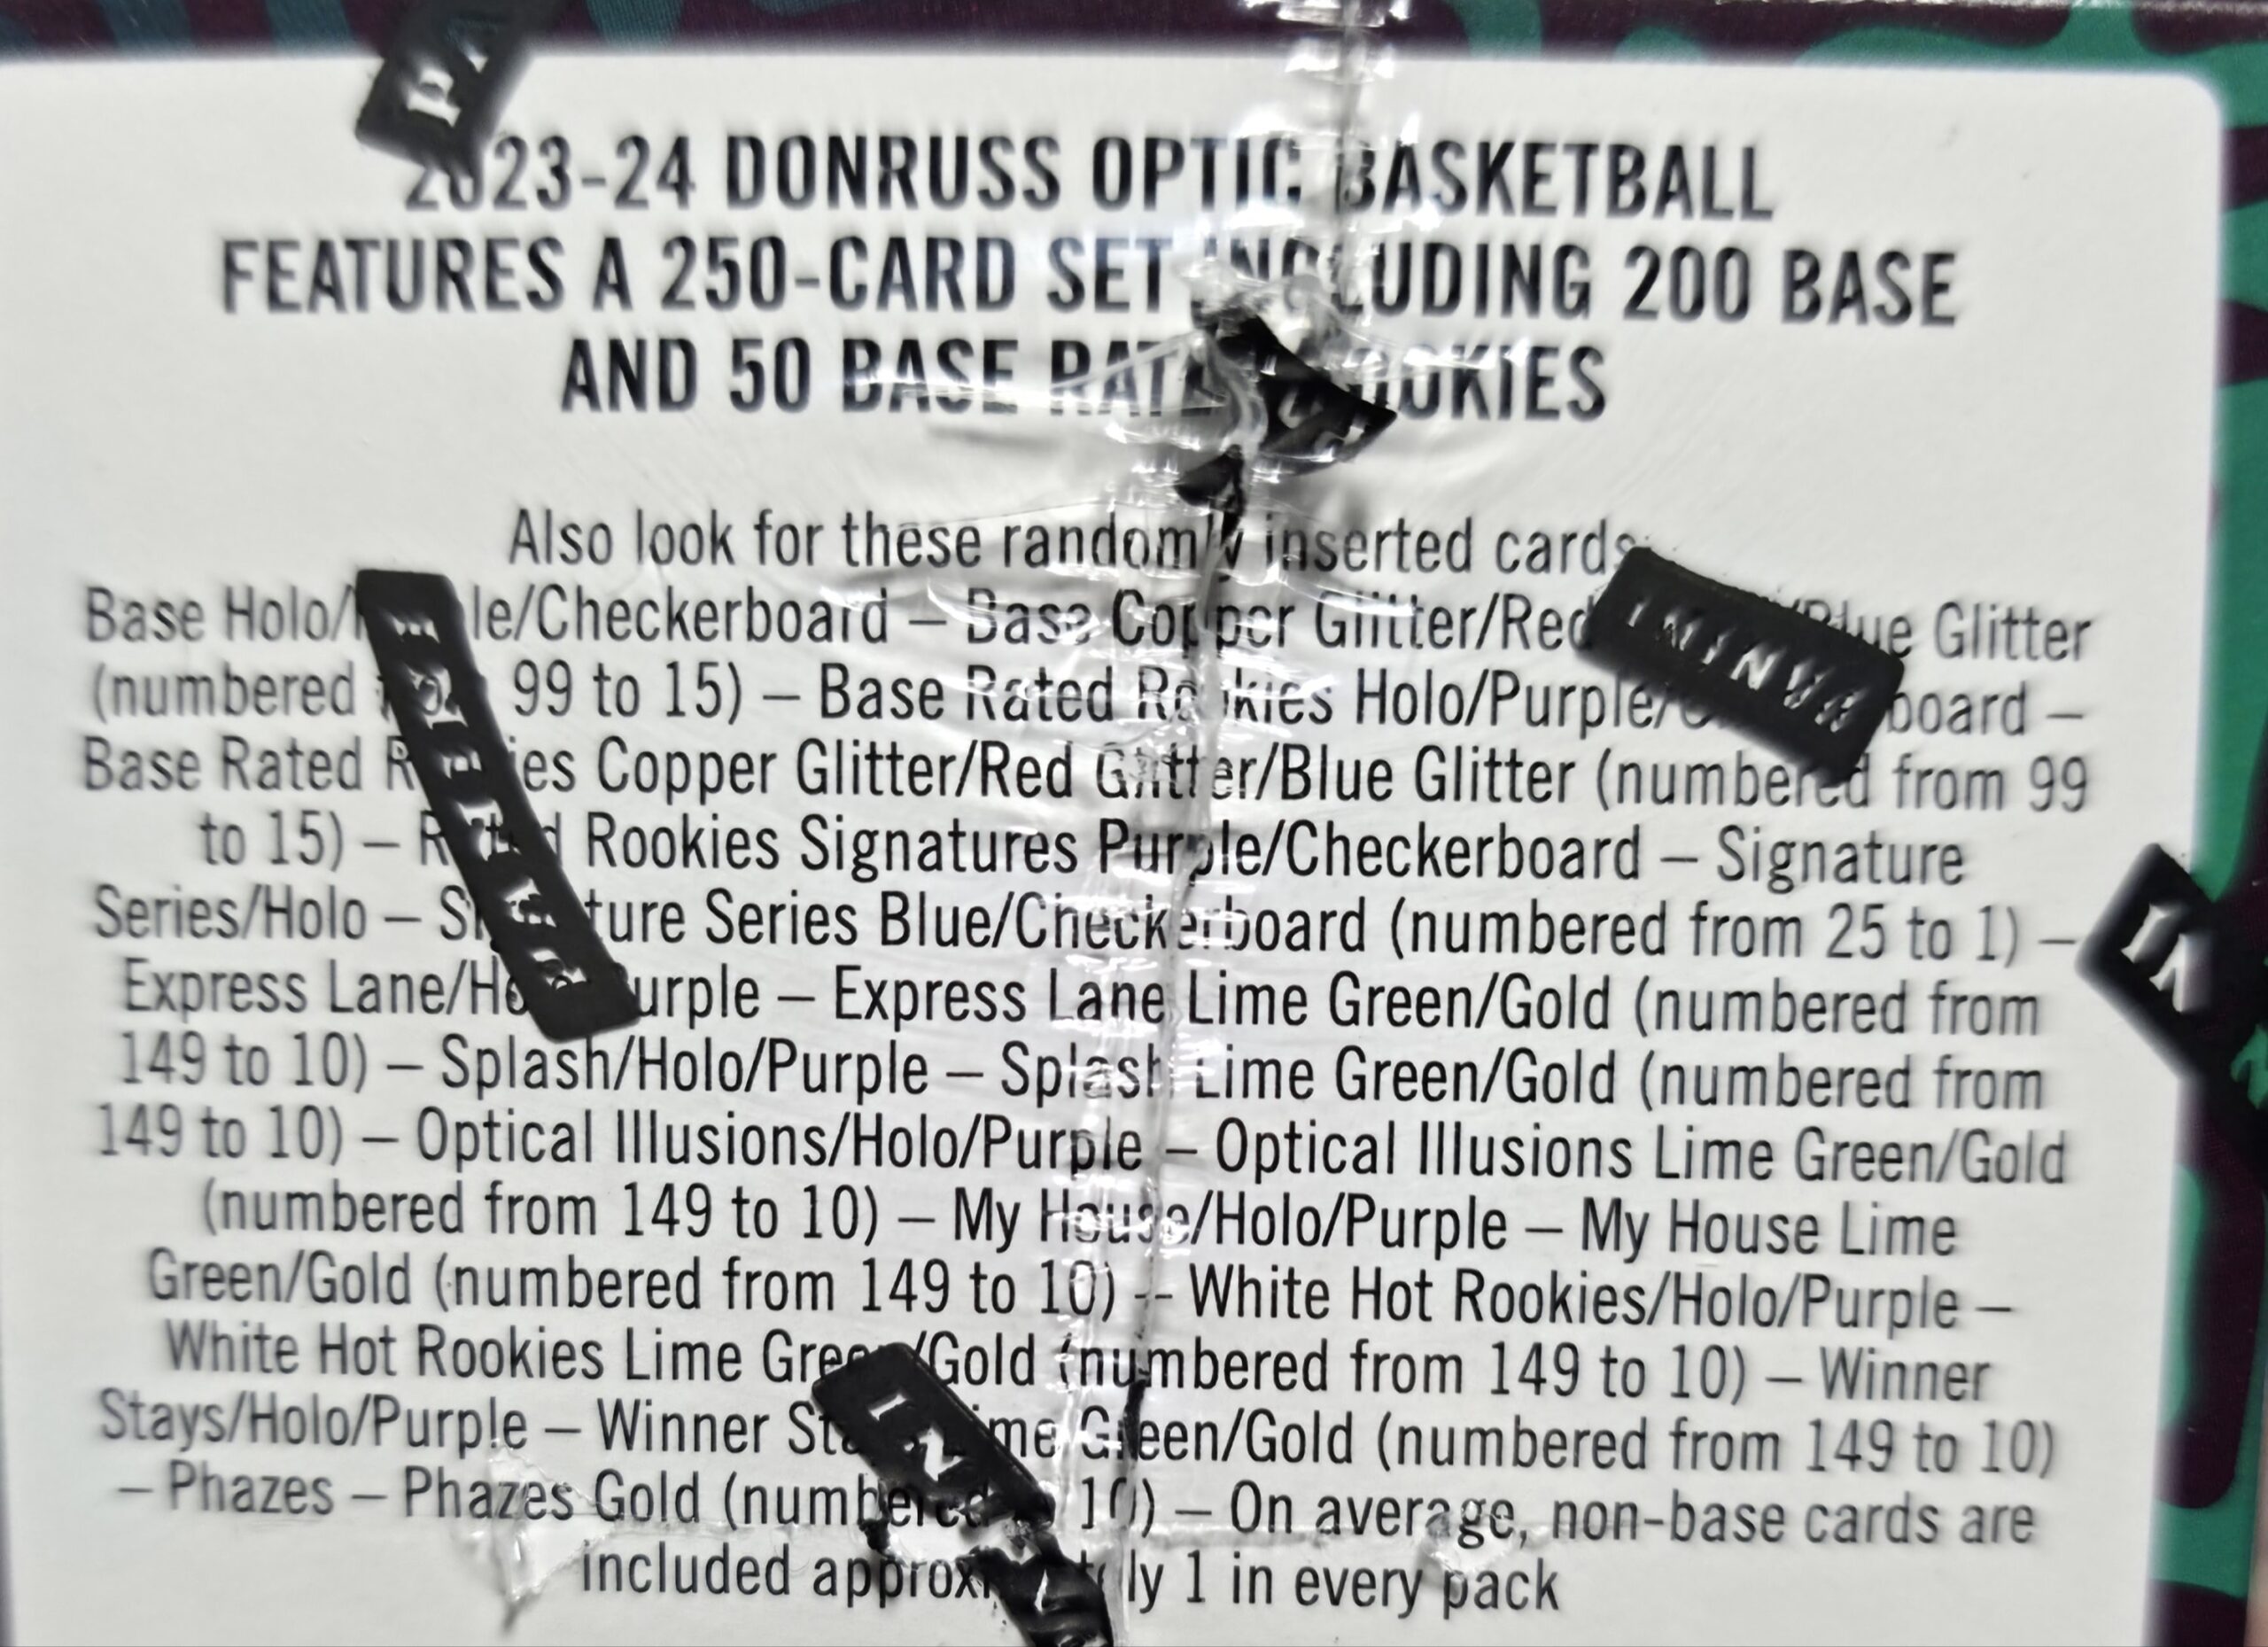 2023-24 DONRUSS OPTIC BASKETBALL
FEATURES A 250-CARD SET INCLUDING 200 BASE
AND 50 BASE RATED ROOKIES
Also look for these randomly inserted cards:
Base Holo/Purple/Checkerboard – Base Copper Glitter/Red Glitter/Blue Glitter
(numbered from 99 to 15) – Base Rated Rookies Holo/Purple/Checkerboard –
Base Rated Rookies Copper Glitter/Red Glitter/Blue Glitter (numbered from 99
to 15) – Rated Rookies Signatures Purple/Checkerboard – Signature
Series/Holo – Signature Series Blue/Checkerboard (numbered from 25 to 1) –
Express Lane/Holo/Purple – Express Lane Lime Green/Gold (numbered from
149 to 10) – Splash/Holo/Purple – Splash Lime Green/Gold (numbered from
149 to 10) – Optical Illusions/Holo/Purple – Optical Illusions Lime Green/Gold
(numbered from 149 to 10) – My House/Holo/Purple – My House Lime
Green/Gold (numbered from 149 to 10) – White Hot Rookies/Holo/Purple –
White Hot Rookies Lime Green/Gold (numbered from 149 to 10) – Winner
Stays/Holo/Purple – Winner Stays Lime Green/Gold (numbered from 149 to 10)
– Phazes – Phazes Gold (numbered to 10) – On average, non-base cards are
included approximately 1 in every pack